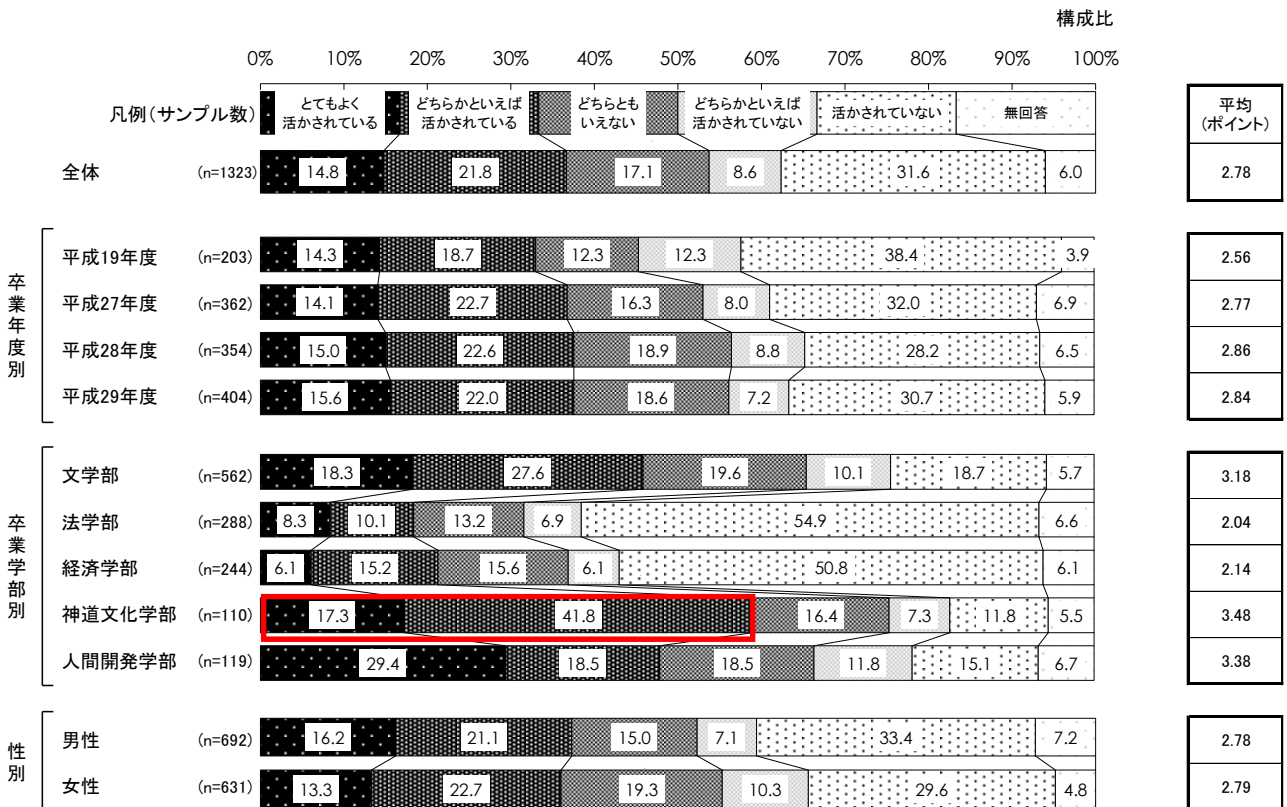 構成比
0% 10% 20% 30% 40% 50% 60% 70% 80% 90% 100%
凡例(サンプル数) とてもよく活かされている どちらかといえば活かされている どちらともいえない どちらかといえば活かされていない 活かされていない 無回答 平均(ポイント)
全体 (n=1323) 14.8 21.8 17.1 8.6 31.6 6.0 2.78
卒業年度別
平成19年度 (n=203) 14.3 18.7 12.3 12.3 38.4 3.9 2.56
平成27年度 (n=362) 14.1 22.7 16.3 8.0 32.0 6.9 2.77
平成28年度 (n=354) 15.0 22.6 18.9 8.8 28.2 6.5 2.86
平成29年度 (n=404) 15.6 22.0 18.6 7.2 30.7 5.9 2.84
卒業学部別
文学部 (n=562) 18.3 27.6 19.6 10.1 18.7 5.7 3.18
法学部 (n=288) 8.3 10.1 13.2 6.9 54.9 6.6 2.04
経済学部 (n=244) 6.1 15.2 15.6 6.1 50.8 6.1 2.14
神道文化学部 (n=110) 17.3 41.8 16.4 7.3 11.8 5.5 3.48
人間開発学部 (n=119) 29.4 18.5 18.5 11.8 15.1 6.7 3.38
性別
男性 (n=692) 16.2 21.1 15.0 7.1 33.4 7.2 2.78
女性 (n=631) 13.3 22.7 19.3 10.3 29.6 4.8 2.79